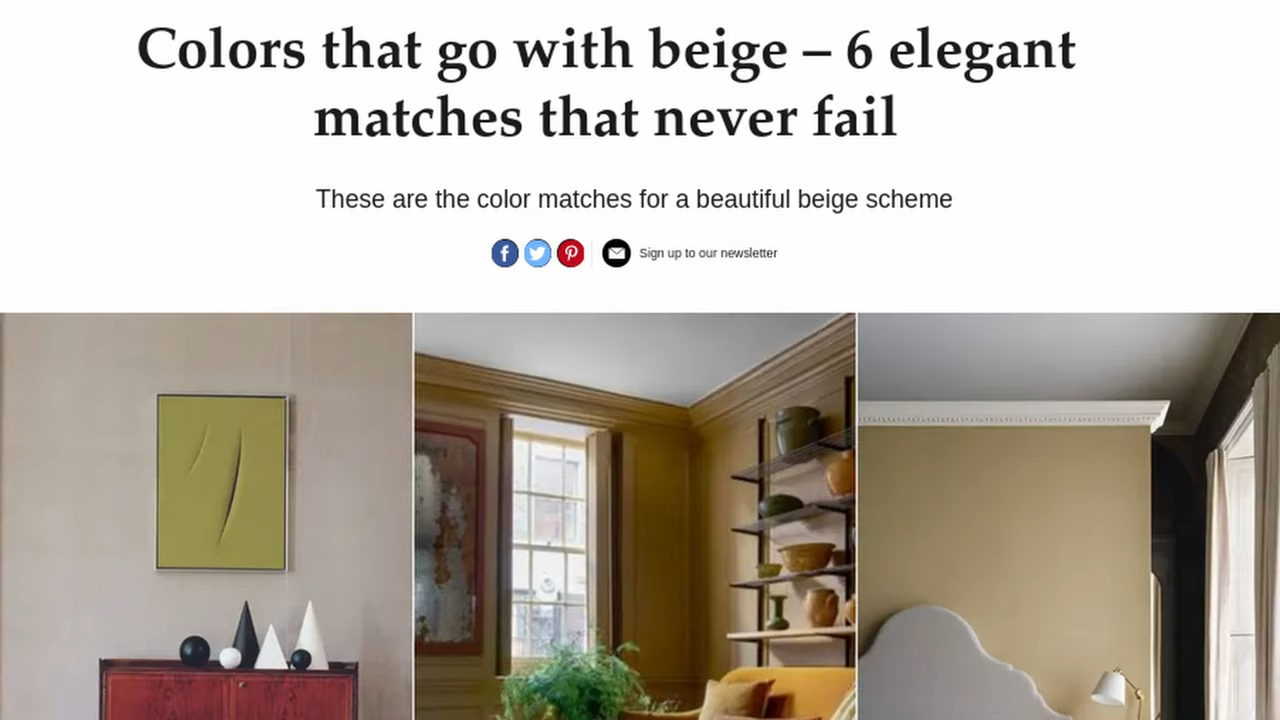 Colors that go with beige – 6 elegant
matches that never fail
These are the color matches for a beautiful beige scheme
Sign up to our newsletter